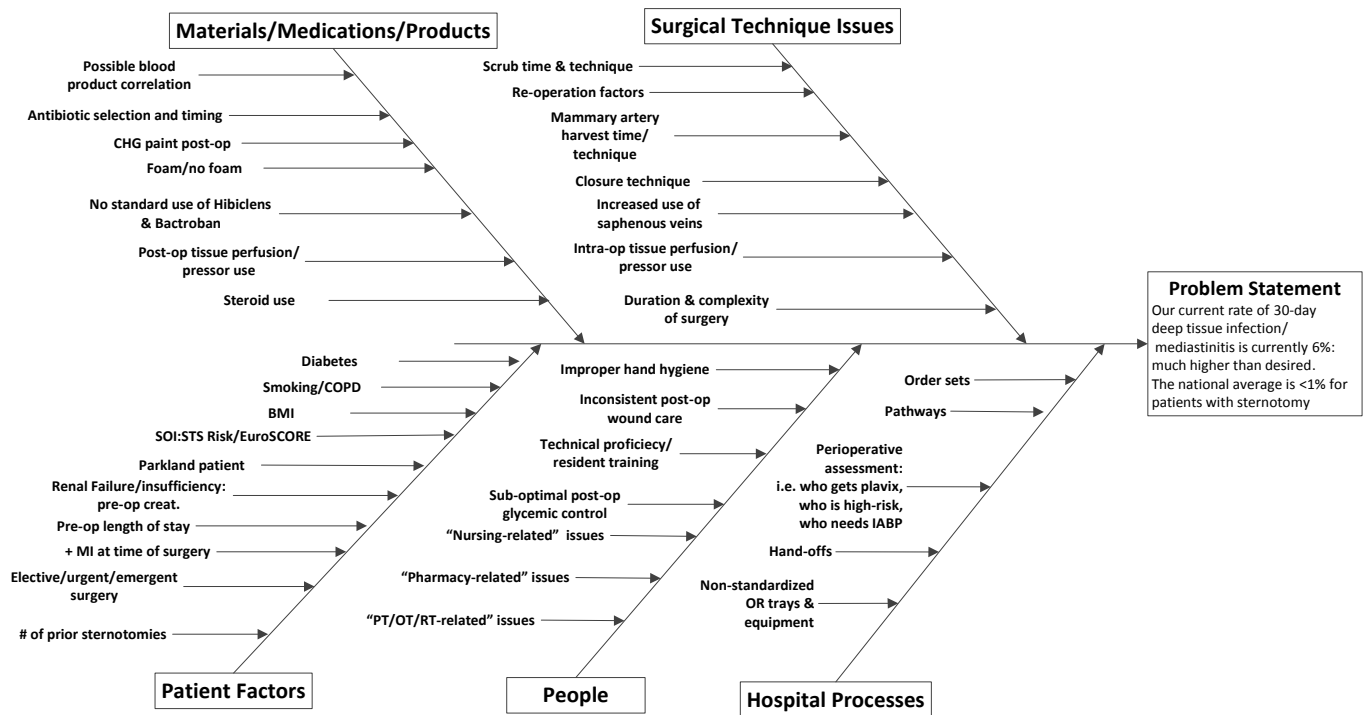 Materials/Medications/Products
Possible blood
product correlation
Antibiotic selection and timing
CHG paint post-op
Foam/no foam
No standard use of Hibiclens
& Bactroban
Post-op tissue perfusion/
pressor use
Steroid use
Surgical Technique Issues
Scrub time & technique
Re-operation factors
Mammary artery
harvest time/
technique
Closure technique
Increased use of
saphenous veins
Intra-op tissue perfusion/
pressor use
Duration & complexity
of surgery
Problem Statement
Our current rate of 30-day
deep tissue infection/
mediastinitis is currently 6%:
much higher than desired.
The national average is <1% for
patients with sternotomy
Diabetes
Smoking/COPD
BMI
SOI:STS Risk/EuroSCORE
Parkland patient
Renal Failure/insufficiency:
pre-op creat.
Pre-op length of stay
+ MI at time of surgery
Elective/urgent/emergent
surgery
# of prior sternotomies
Patient Factors
Improper hand hygiene
Inconsistent post-op
wound care
Technical proficiecy/
resident training
Sub-optimal post-op
glycemic control
“Nursing-related” issues
“Pharmacy-related” issues
“PT/OT/RT-related” issues
People
Order sets
Pathways
Perioperative
assessment:
i.e. who gets plavix,
who is high-risk,
who needs IABP
Hand-offs
Non-standardized
OR trays &
equipment
Hospital Processes